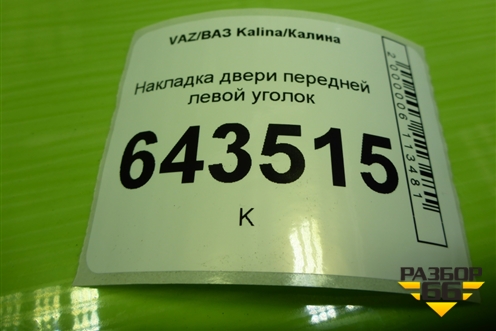 VAZ/ВАЗ Kalina/Калина
Накладка двери передней
левой уголок
643515
К
2000006113481
РАЗБОР
66